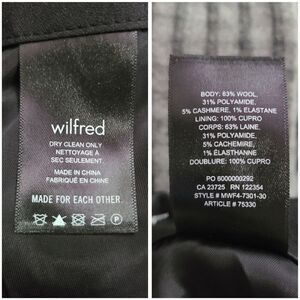 wilfred
DRY CLEAN ONLY
NETTOYAGE À
SEC SEULEMENT.
MADE IN CHINA
FABRIQUÉ EN CHINE
MADE FOR EACH OTHER.
P
BODY: 63% WOOL,
31% POLYAMIDE,
5% CASHMERE, 1% ELASTANE
LINING: 100% CUPRO
CORPS: 63% LAINE,
31% POLYAMIDE,
5% CACHEMIRE,
1% ÉLASTHANNE
DOUBLURE: 100% CUPRO
PO 6000000292
CA 23725 RN 122354
STYLE # MWF4-7301-30
ARTICLE # 75330